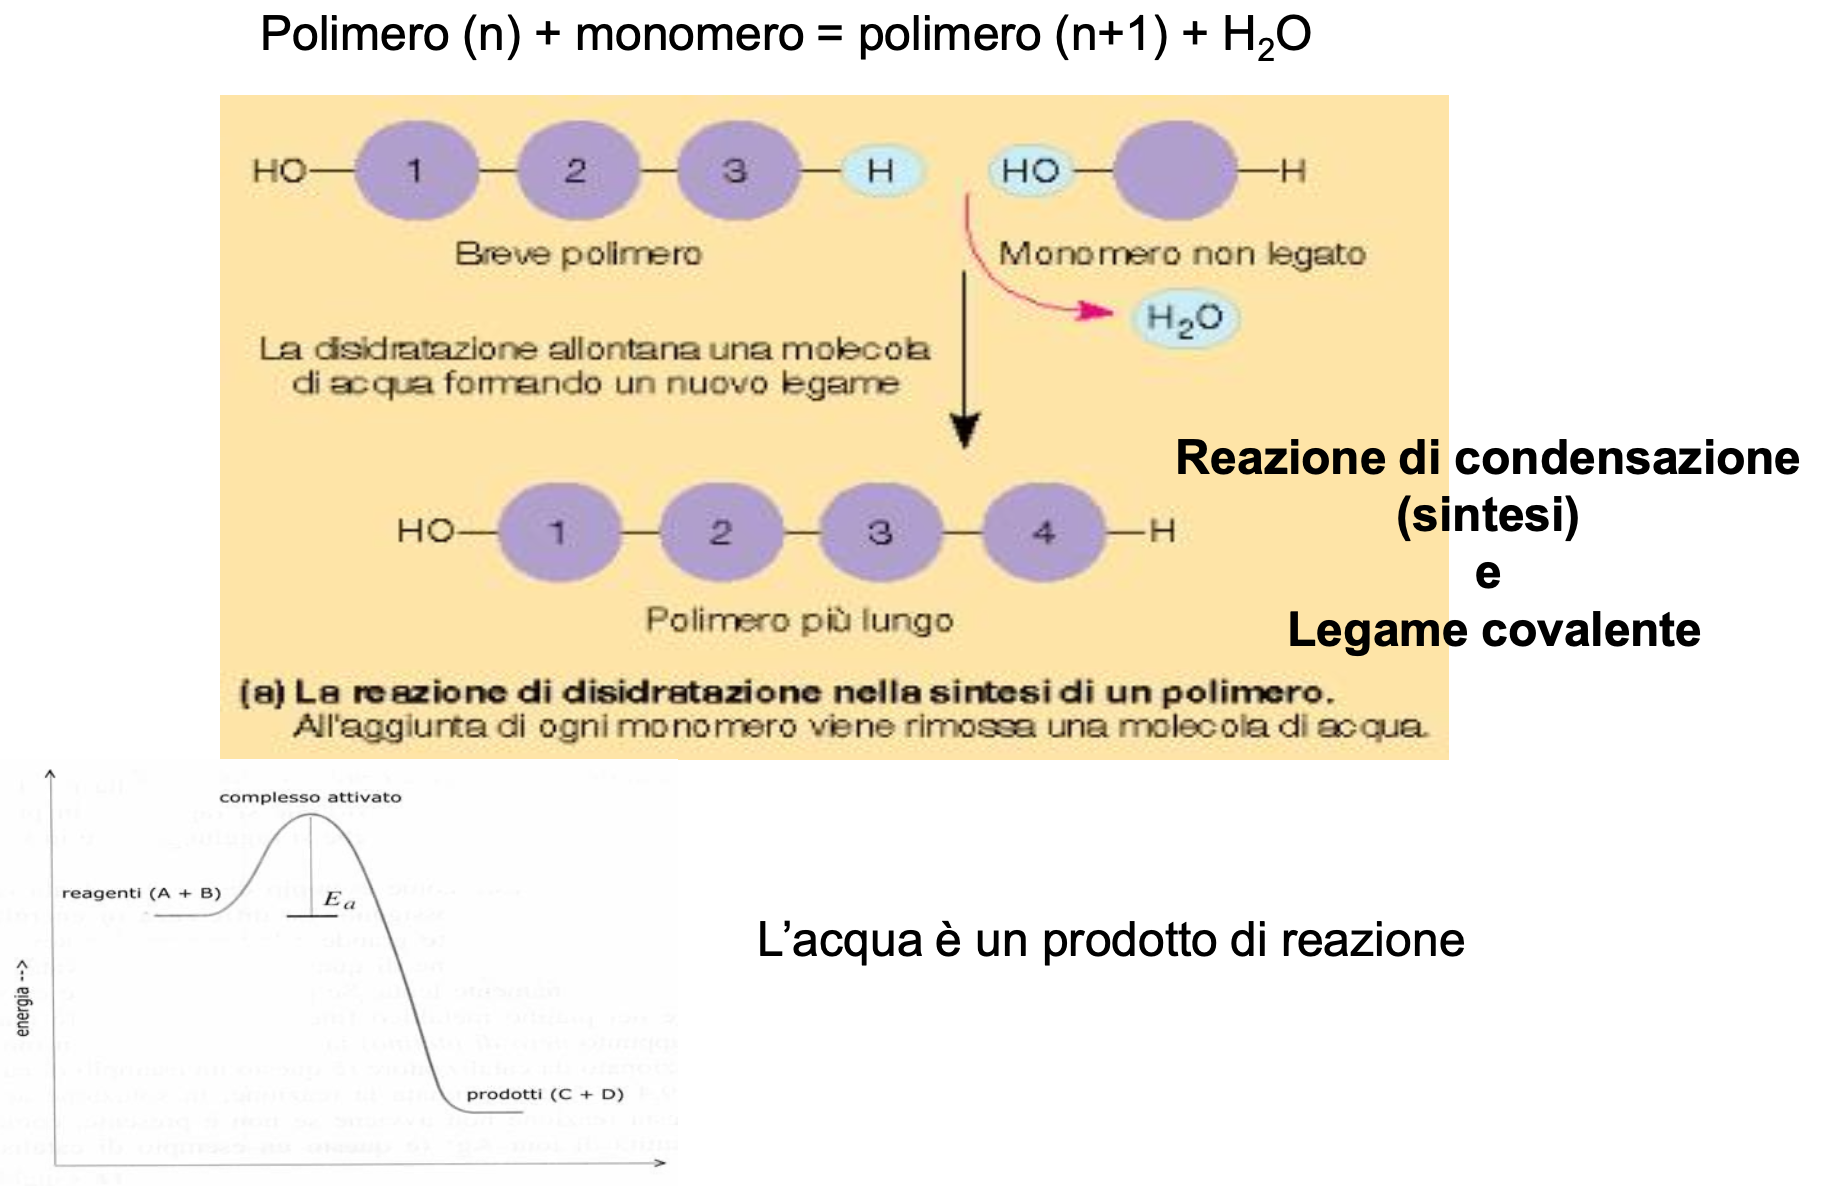 Polimero (n) + monomero = polimero (n+1) + H₂O
HO 1 2 3 H HO H
Breve polimero Monomero non legato
H₂O
La disidratazione allontana una molecola
di acqua formando un nuovo legame
Reazione di condensazione
(sintesi)
e
Legame covalente
HO 1 2 3 4 H
Polimero più lungo
(a) La reazione di disidratazione nella sintesi di un polimero.
All'aggiunta di ogni monomero viene rimossa una molecola di acqua.
complesso attivato
reagenti (A + B)
Eₐ
energia -->
prodotti (C + D)
L’acqua è un prodotto di reazione